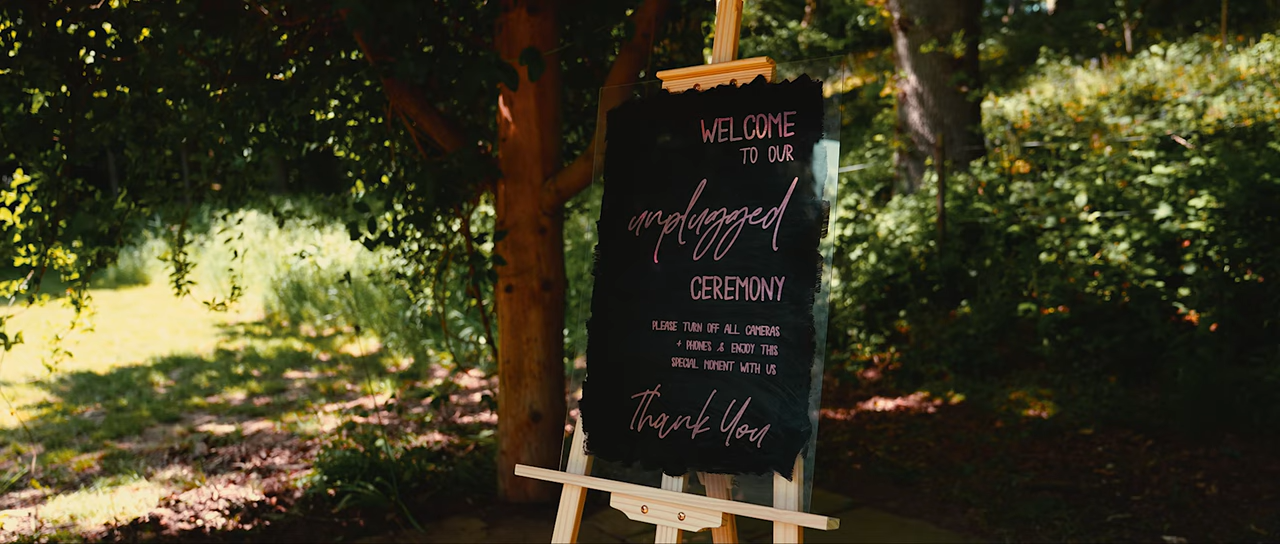 WELCOME
TO OUR
unplugged
CEREMONY
PLEASE TURN OFF ALL CAMERAS
+ PHONES & ENJOY THIS
SPECIAL MOMENT WITH US
Thank You